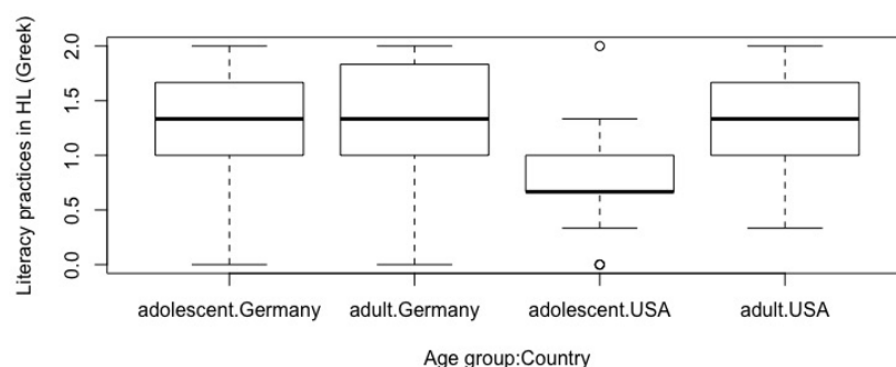 Literacy practices in HL (Greek)
2.0
1.5
1.0
0.5
0.0
adolescent.Germany adult.Germany adolescent.USA adult.USA
Age group:Country